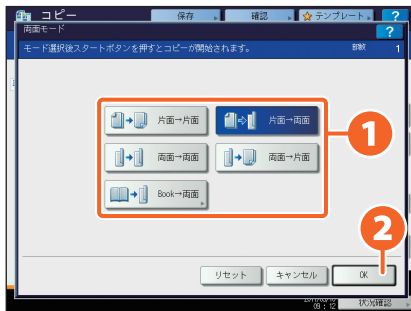 コピー 保存 確認 テンプレート ?
両面モード ?
モード選択後スタートボタンを押すとコピーが開始されます。 部数 1
片面→片面 片面→両面
両面→両面 両面→片面
Book→両面
1
2
リセット キャンセル OK
09:12 状況確認